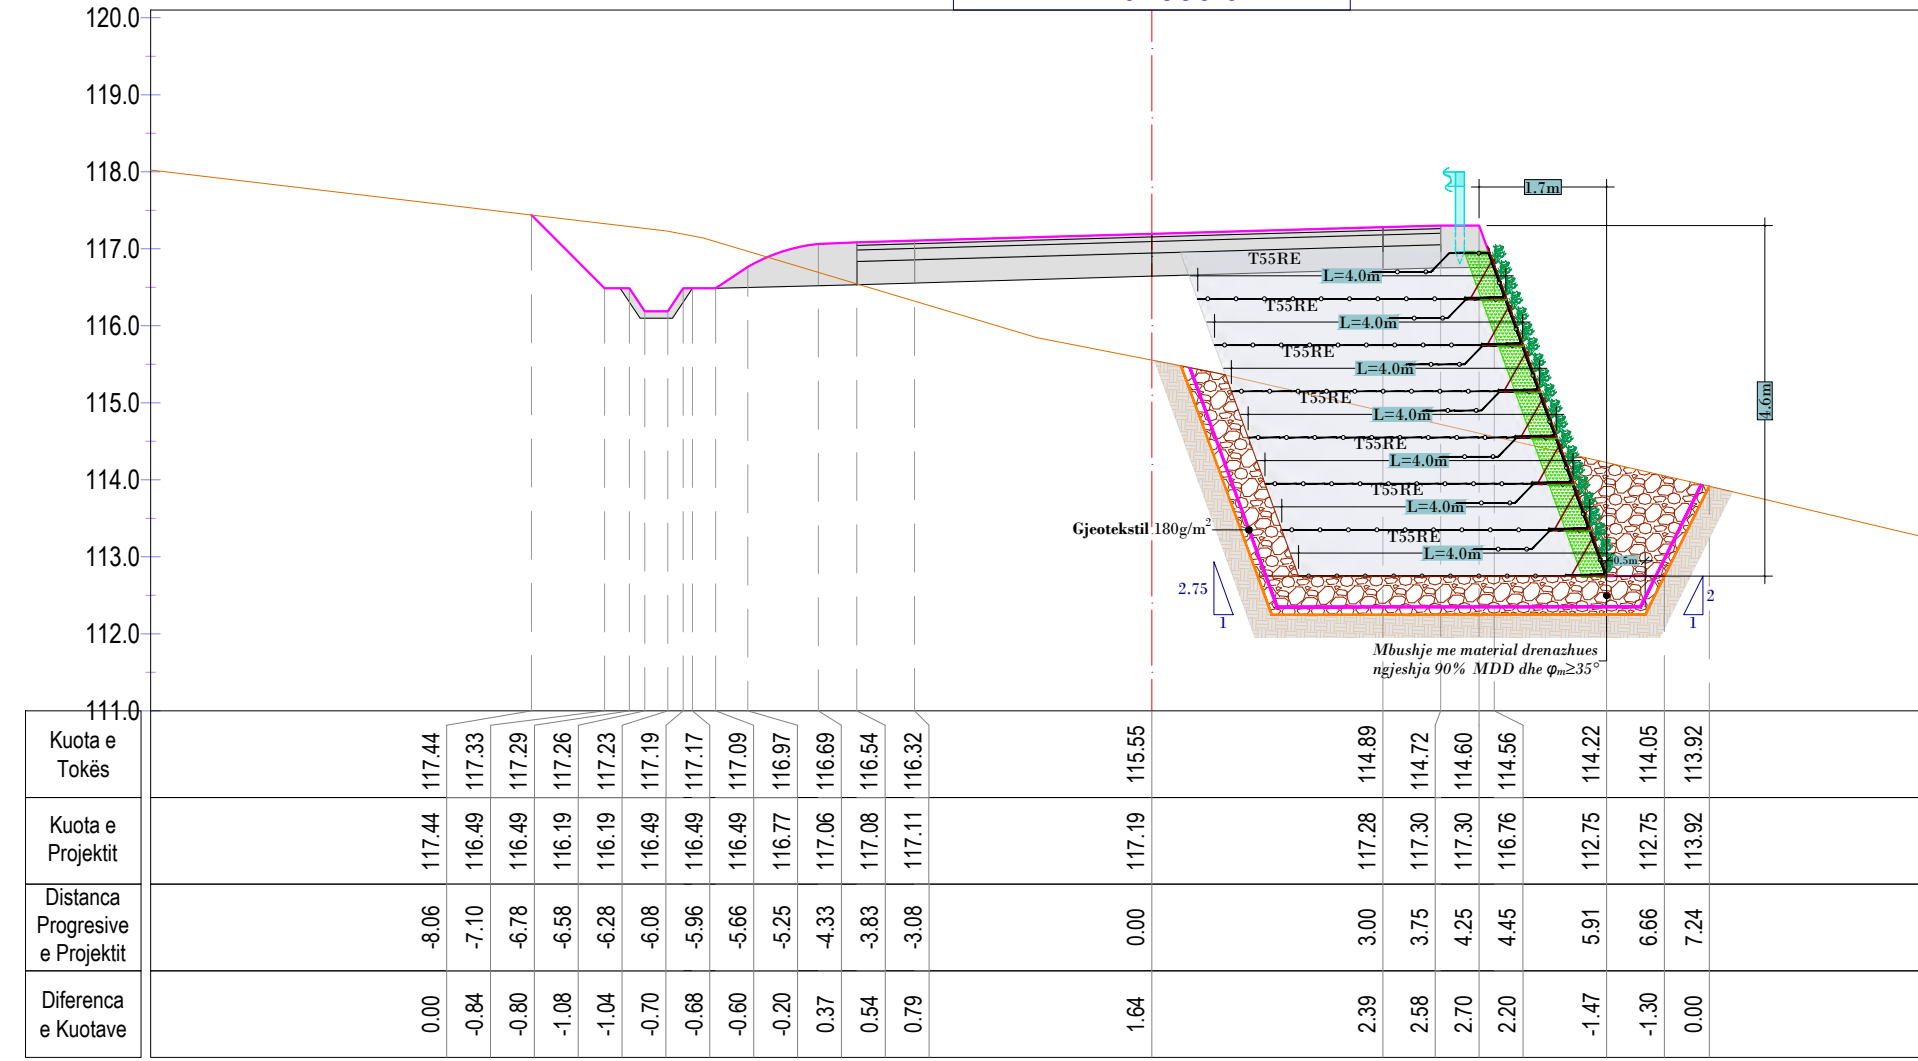 120.0
119.0
118.0
117.0
116.0
115.0
114.0
113.0
112.0
111.0
1.7m
4.6m
T55RE
L=4.0m
T55RE
L=4.0m
T55RE
L=4.0m
T55RE
L=4.0m
T55RE
L=4.0m
T55RE
L=4.0m
T55RE
L=4.0m
Gjeotekstil 180g/m²
0.5m
2.75
1
2
1
Mbushje me material drenazhues
ngjeshja 90% MDD dhe φₘ≥35°
Kuota e
Tokës
117.44 117.33 117.29 117.26 117.23 117.19 117.17 117.09 116.97 116.69 116.54 116.32 115.55 114.89 114.72 114.60 114.56 114.22 114.05 113.92
Kuota e
Projektit
117.44 116.49 116.49 116.19 116.19 116.49 116.49 116.49 116.77 117.06 117.08 117.11 117.19 117.28 117.30 117.30 116.76 112.75 112.75 113.92
Distanca
Progresive
e Projektit
-8.06 -7.10 -6.78 -6.58 -6.28 -6.08 -5.96 -5.66 -5.25 -4.33 -3.83 -3.08 0.00 3.00 3.75 4.25 4.45 5.91 6.66 7.24
Diferenca
e Kuotave
0.00 -0.84 -0.80 -1.08 -1.04 -0.70 -0.68 -0.60 -0.20 0.37 0.54 0.79 1.64 2.39 2.58 2.70 2.20 -1.47 -1.30 0.00